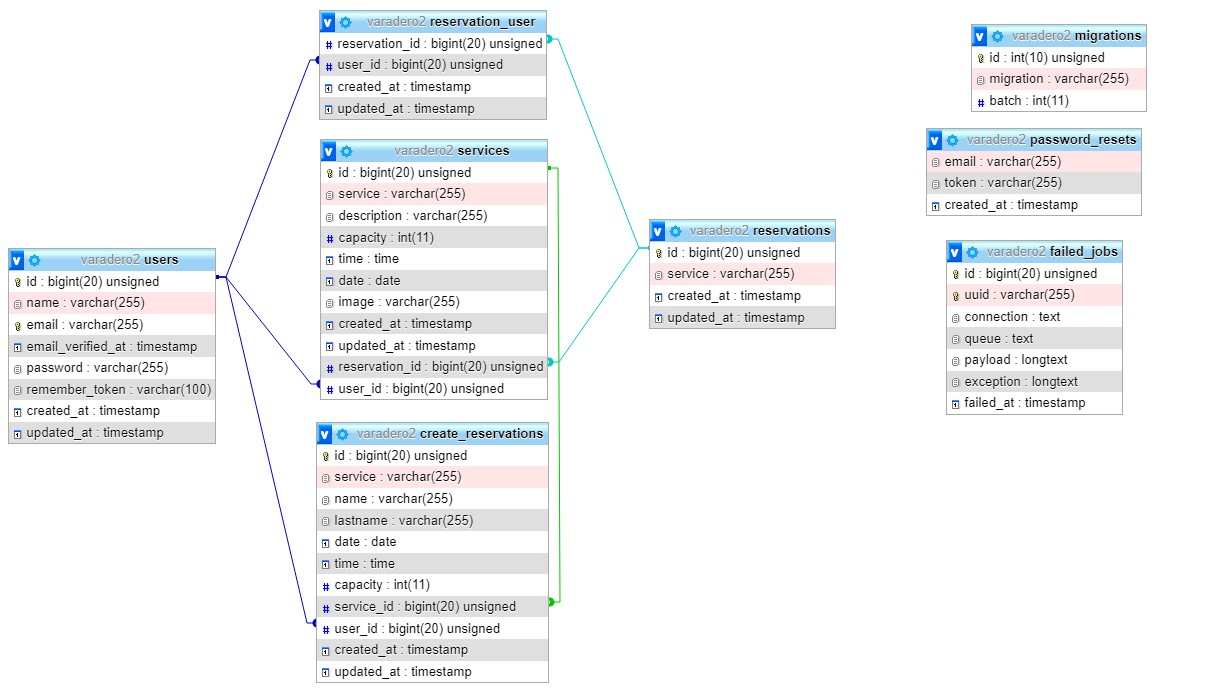 varadero2 users
id : bigint(20) unsigned
name : varchar(255)
email : varchar(255)
email_verified_at : timestamp
password : varchar(255)
remember_token : varchar(100)
created_at : timestamp
updated_at : timestamp
varadero2 reservation_user
reservation_id : bigint(20) unsigned
user_id : bigint(20) unsigned
created_at : timestamp
updated_at : timestamp
varadero2 services
id : bigint(20) unsigned
service : varchar(255)
description : varchar(255)
capacity : int(11)
time : time
date : date
image : varchar(255)
created_at : timestamp
updated_at : timestamp
reservation_id : bigint(20) unsigned
user_id : bigint(20) unsigned
varadero2 create_reservations
id : bigint(20) unsigned
service : varchar(255)
name : varchar(255)
lastname : varchar(255)
date : date
time : time
capacity : int(11)
service_id : bigint(20) unsigned
user_id : bigint(20) unsigned
created_at : timestamp
updated_at : timestamp
varadero2 reservations
id : bigint(20) unsigned
service : varchar(255)
created_at : timestamp
updated_at : timestamp
varadero2 migrations
id : int(10) unsigned
migration : varchar(255)
batch : int(11)
varadero2 password_resets
email : varchar(255)
token : varchar(255)
created_at : timestamp
varadero2 failed_jobs
id : bigint(20) unsigned
uuid : varchar(255)
connection : text
queue : text
payload : longtext
exception : longtext
failed_at : timestamp